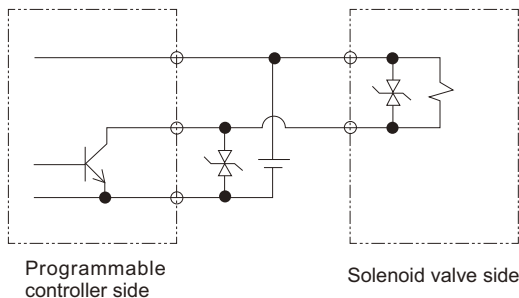 Programmable
controller side
Solenoid valve side